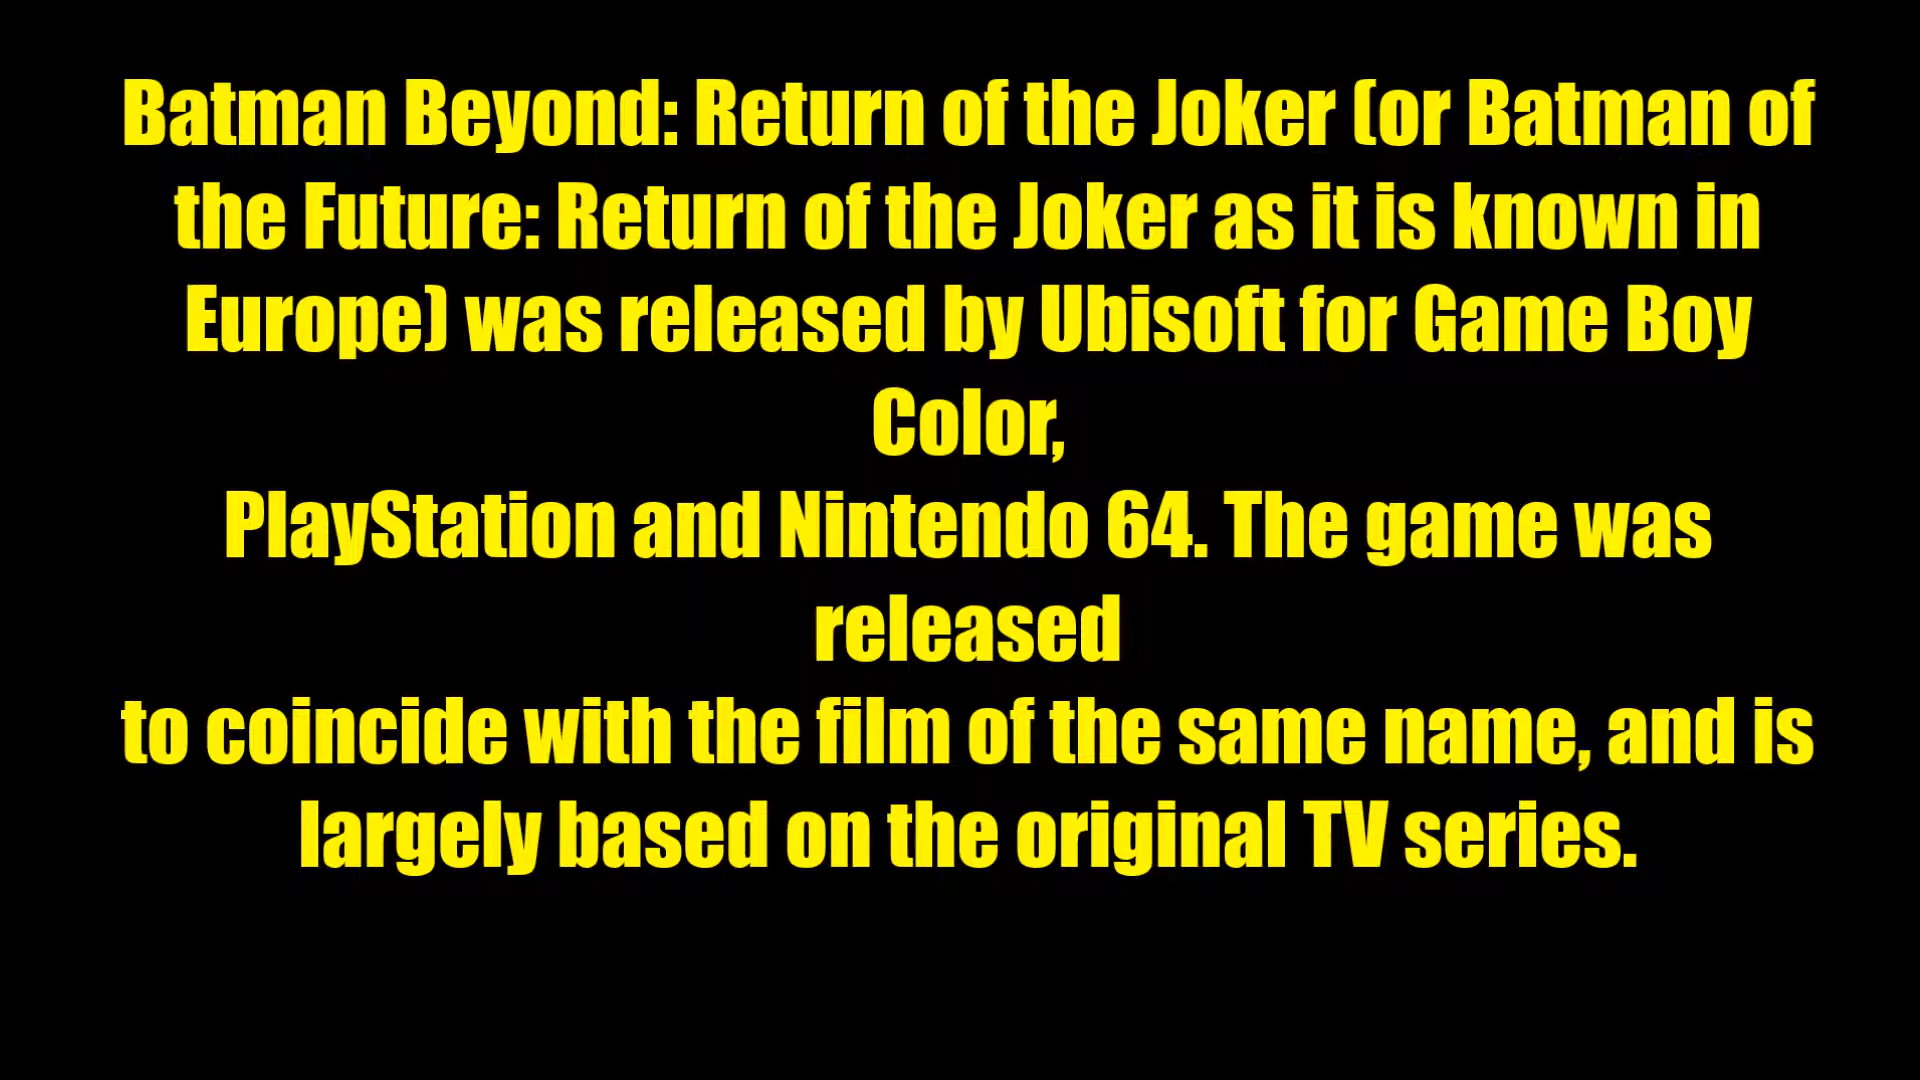 Batman Beyond: Return of the Joker (or Batman of
the Future: Return of the Joker as it is known in
Europe) was released by Ubisoft for Game Boy
Color,
PlayStation and Nintendo 64. The game was
released
to coincide with the film of the same name, and is
largely based on the original TV series.